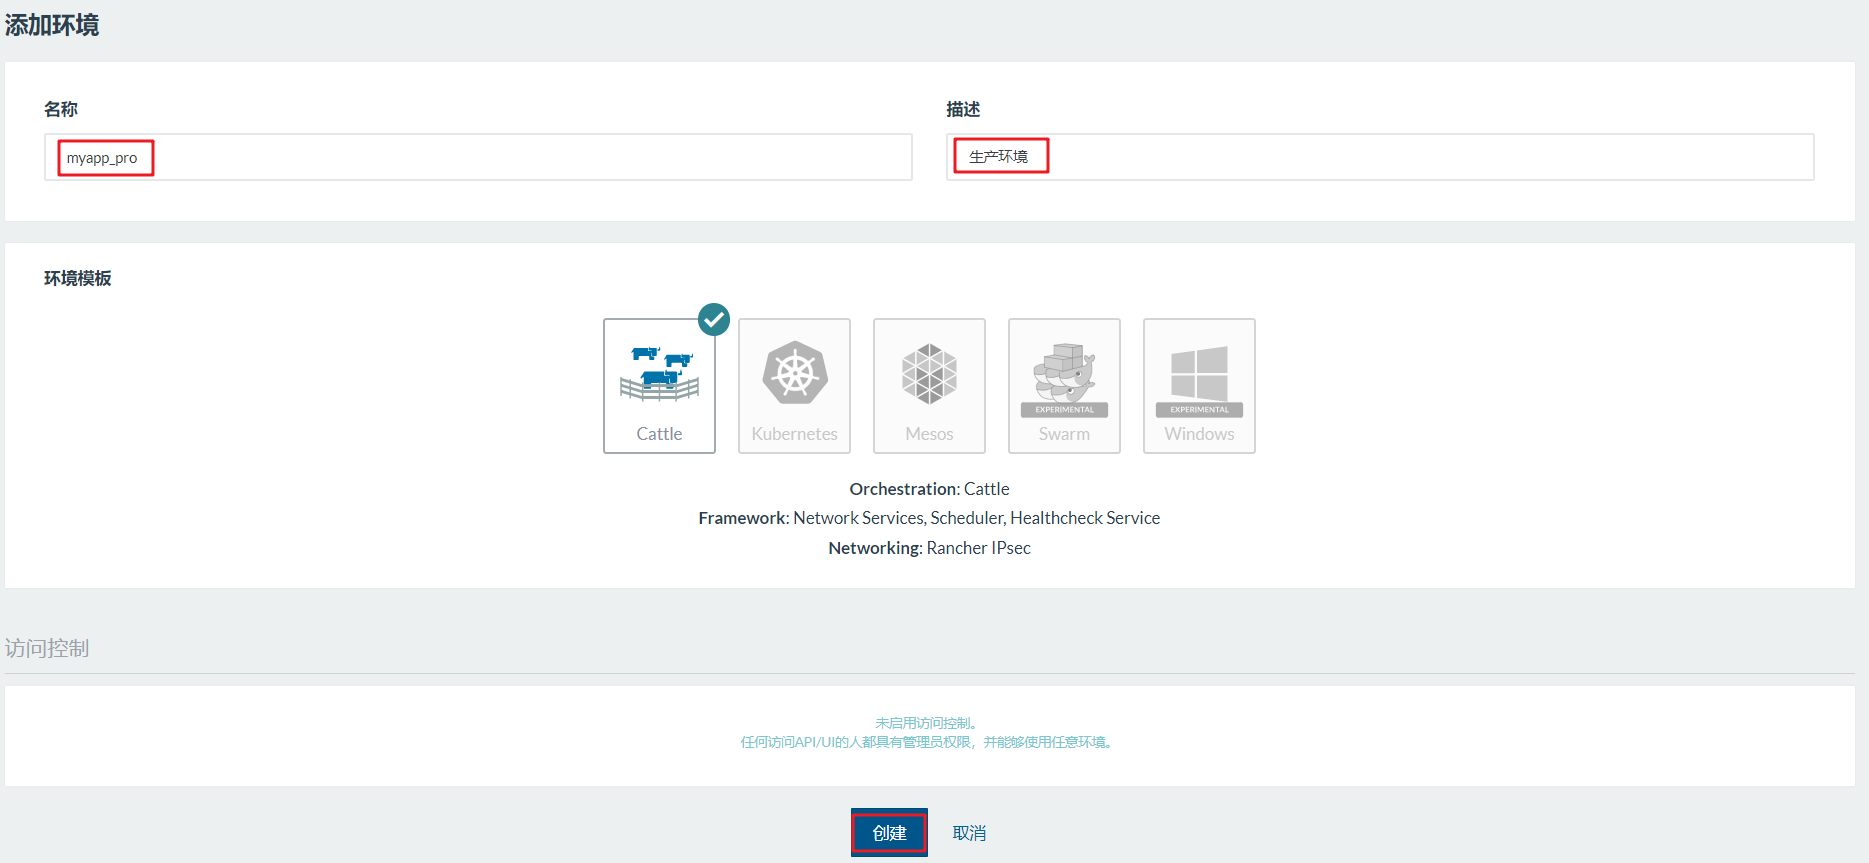 添加环境
名称
描述
myapp_pro
生产环境
环境模板
EXPERIMENTAL
EXPERIMENTAL
Cattle
Kubernetes
Mesos
Swarm
Windows
Orchestration: Cattle
Framework: Network Services, Scheduler, Healthcheck Service
Networking: Rancher IPsec
访问控制
未启用访问控制。
任何访问API/UI的人都具有管理员权限，并能够使用任意环境。
创建
取消